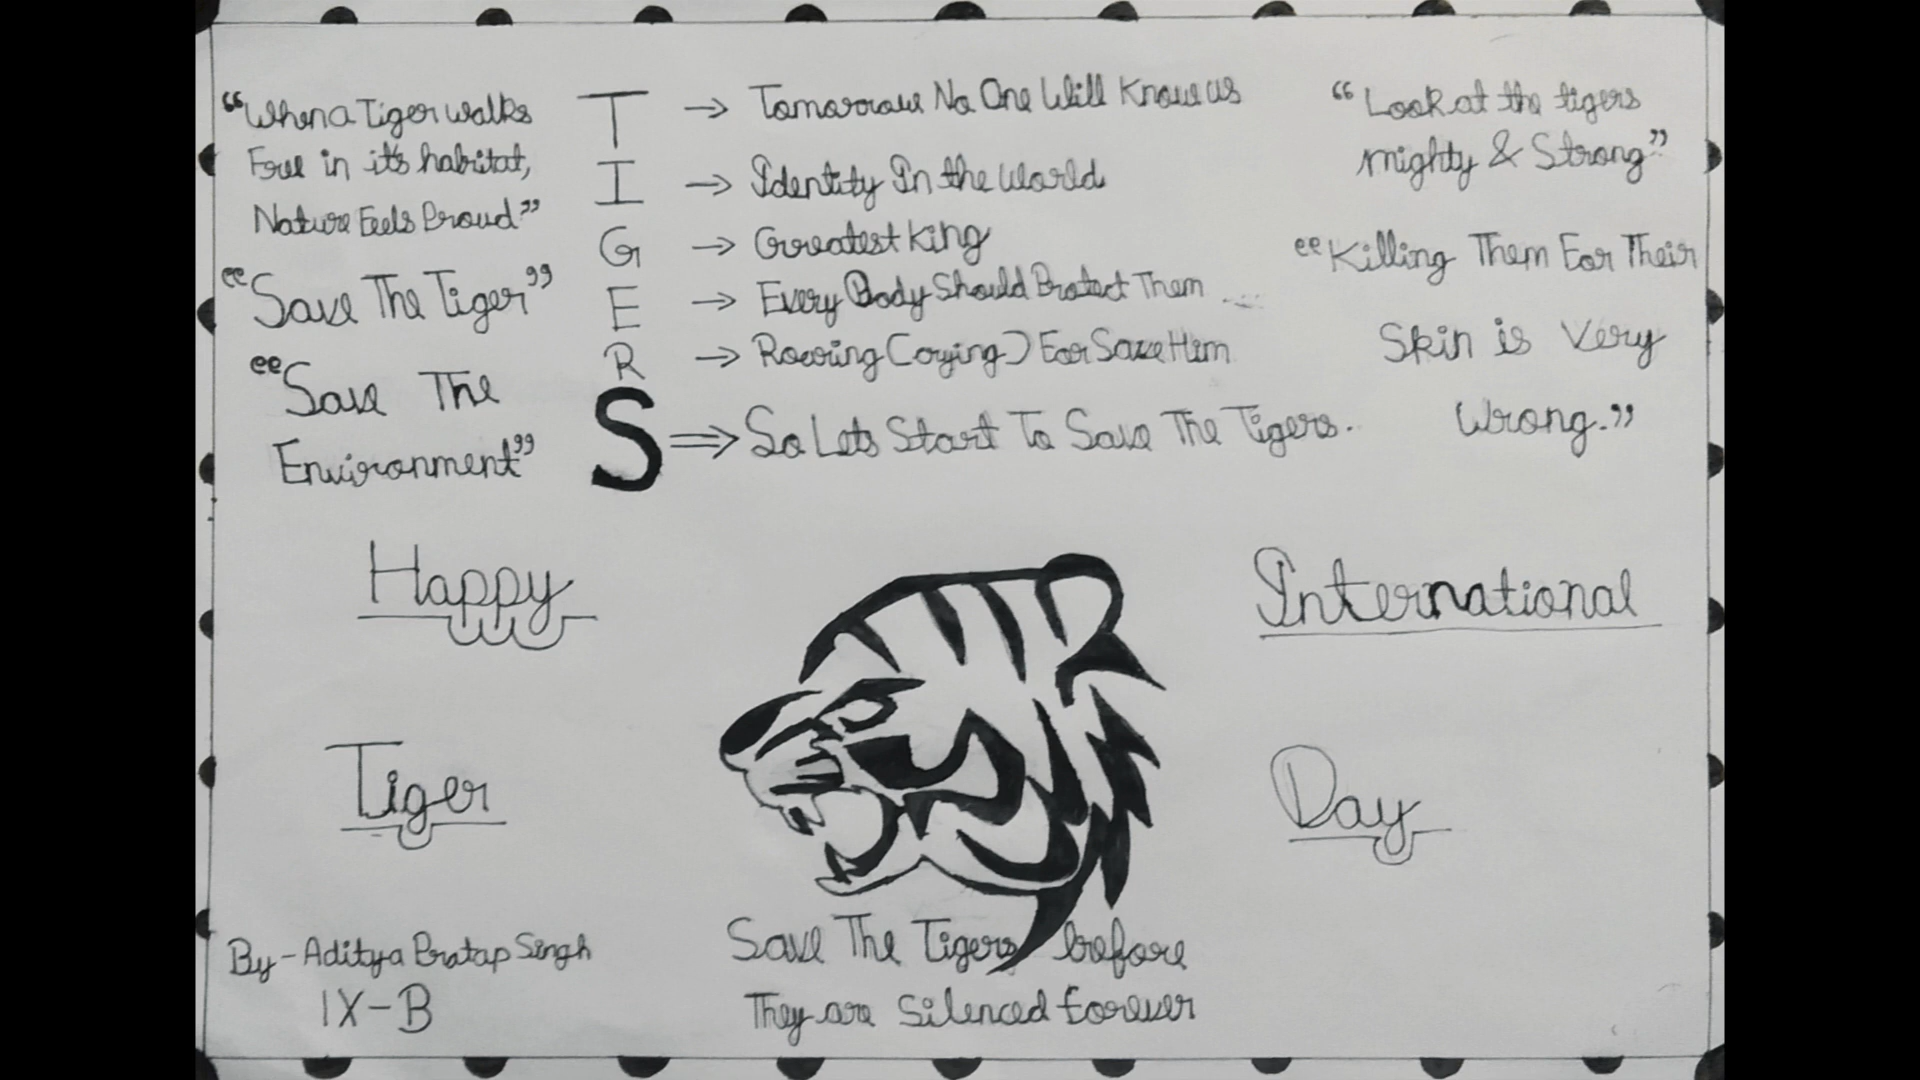 “When a Tiger walks
Free in it's habitat,
Nature Feels Proud”
“Save The Tiger”
“Save The
Environment”
T → Tomorrow No One Will Know us
I → Identity In the World
G → Greatest King
E → Every Body Should Protect Them
R → Roaring (crying) For Save Him
S ⇒ So Lets Start To Save The Tigers.
“Look at the tigers
mighty & Strong”
“Killing Them For Their
Skin is Very
Wrong.”
Happy
International
Tiger
Day
By - Aditya Pratap Singh
IX-B
Save The Tigers before
They are Silenced forever